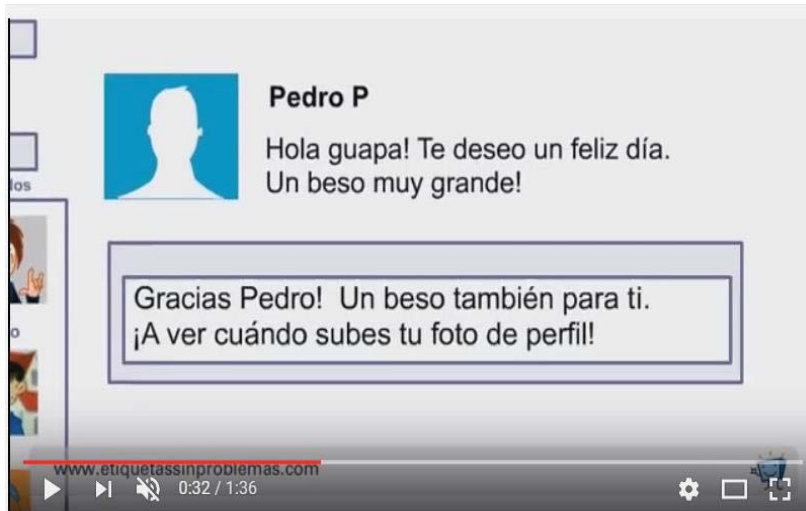 Pedro P
Hola guapa! Te deseo un feliz día.
Un beso muy grande!
los
Gracias Pedro! Un beso también para ti.
¡A ver cuándo subes tu foto de perfil!
o
www.etiquetassinproblemas.com
0:32 / 1:36